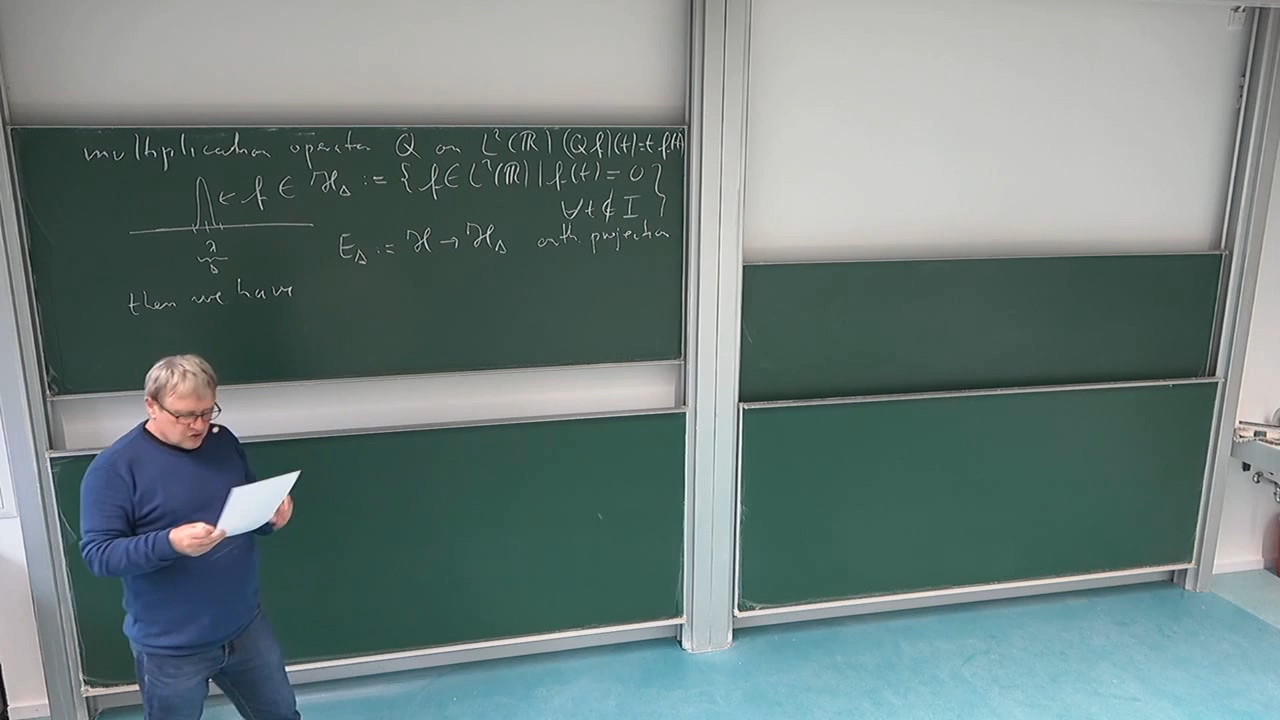 multiplication operator Q on L²(ℝ) (Qf)(t)=t f(t)
← f ∈ ℋ_Δ := {f ∈ L²(ℝ) | f(t) = 0
∀ t ∉ I }
λ
Δ
E_Δ := ℋ → ℋ_Δ orth. projection
then we have